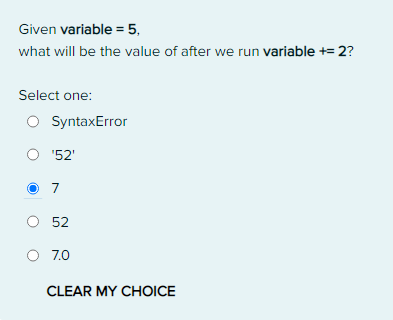 Given variable = 5,
what will be the value of after we run variable += 2?
Select one:
SyntaxError
'52'
7
52
7.0
CLEAR MY CHOICE